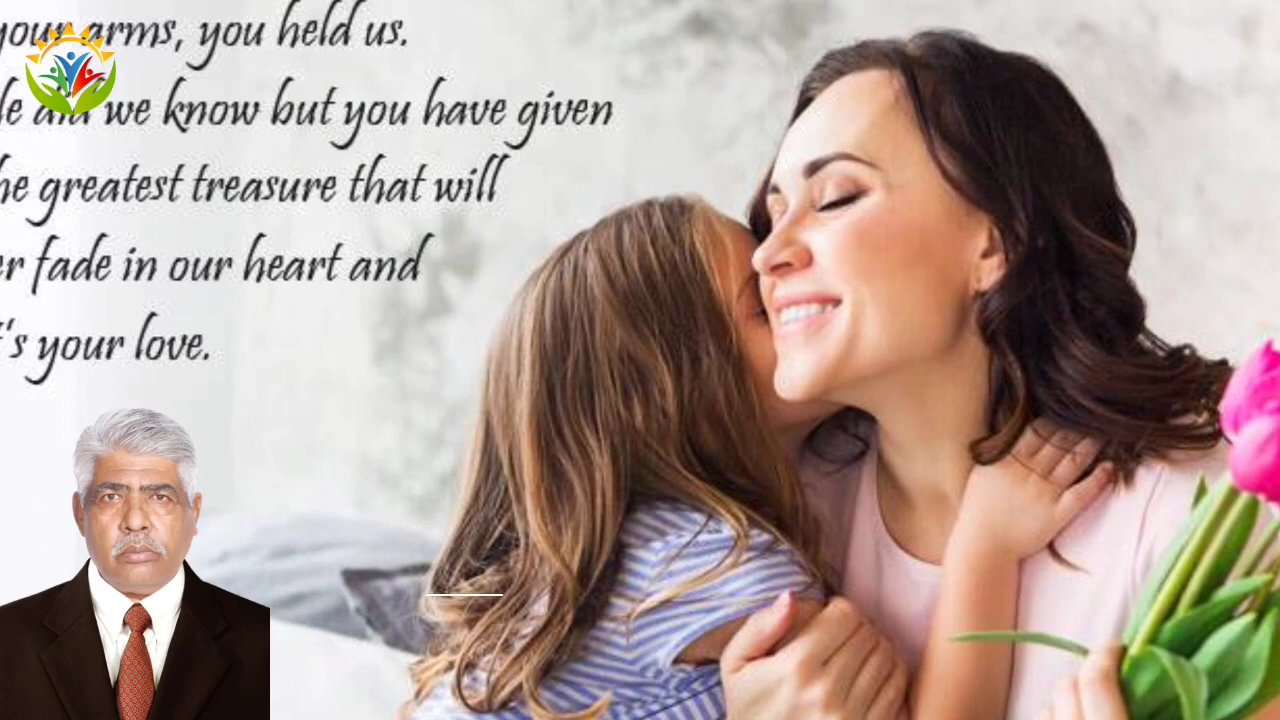 your arms, you held us.
we know but you have given
greatest treasure that will
fade in our heart and
your love.